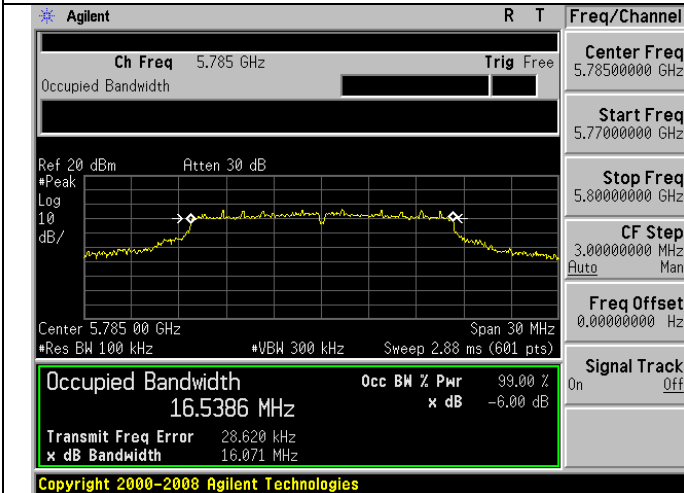 Agilent R T Freq/Channel
Ch Freq 5.785 GHz Trig Free
Occupied Bandwidth
Center Freq
5.78500000 GHz
Start Freq
5.77000000 GHz
Stop Freq
5.80000000 GHz
CF Step
3.00000000 MHz
Auto Man
Freq Offset
0.00000000 Hz
Signal Track
On Off
Ref 20 dBm Atten 30 dB
#Peak
Log
10
dB/
Center 5.785 00 GHz Span 30 MHz
#Res BW 100 kHz #VBW 300 kHz Sweep 2.88 ms (601 pts)
Occupied Bandwidth Occ BW % Pwr 99.00 %
16.5386 MHz x dB -6.00 dB
Transmit Freq Error 28.620 kHz
x dB Bandwidth 16.071 MHz
Copyright 2000-2008 Agilent Technologies